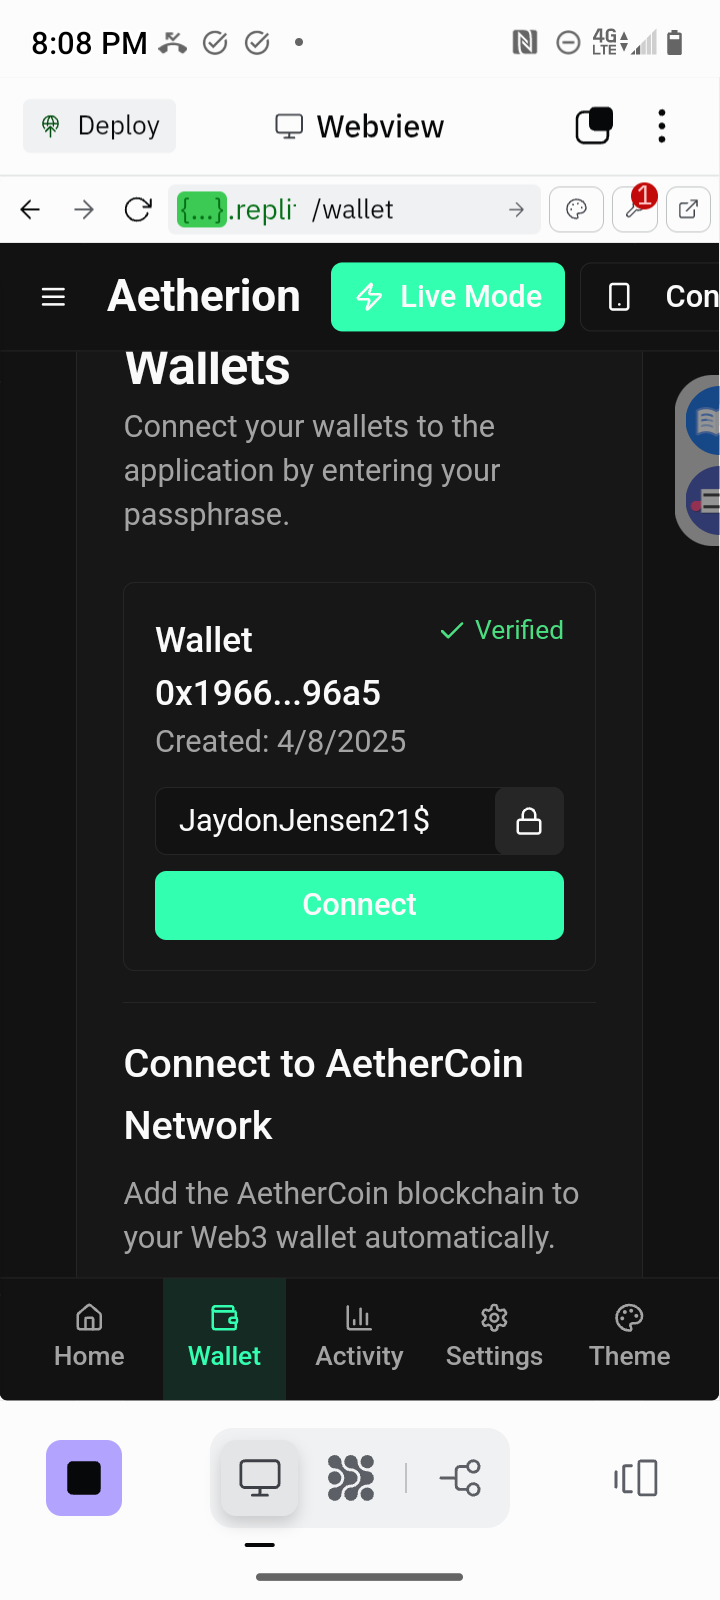 8:08 PM 4G LTE
Deploy Webview
{...}.repli /wallet 1
Aetherion Live Mode Con
Wallets
Connect your wallets to the
application by entering your
passphrase.
Wallet Verified
0x1966...96a5
Created: 4/8/2025
JaydonJensen21$
Connect
Connect to AetherCoin
Network
Add the AetherCoin blockchain to
your Web3 wallet automatically.
Home Wallet Activity Settings Theme